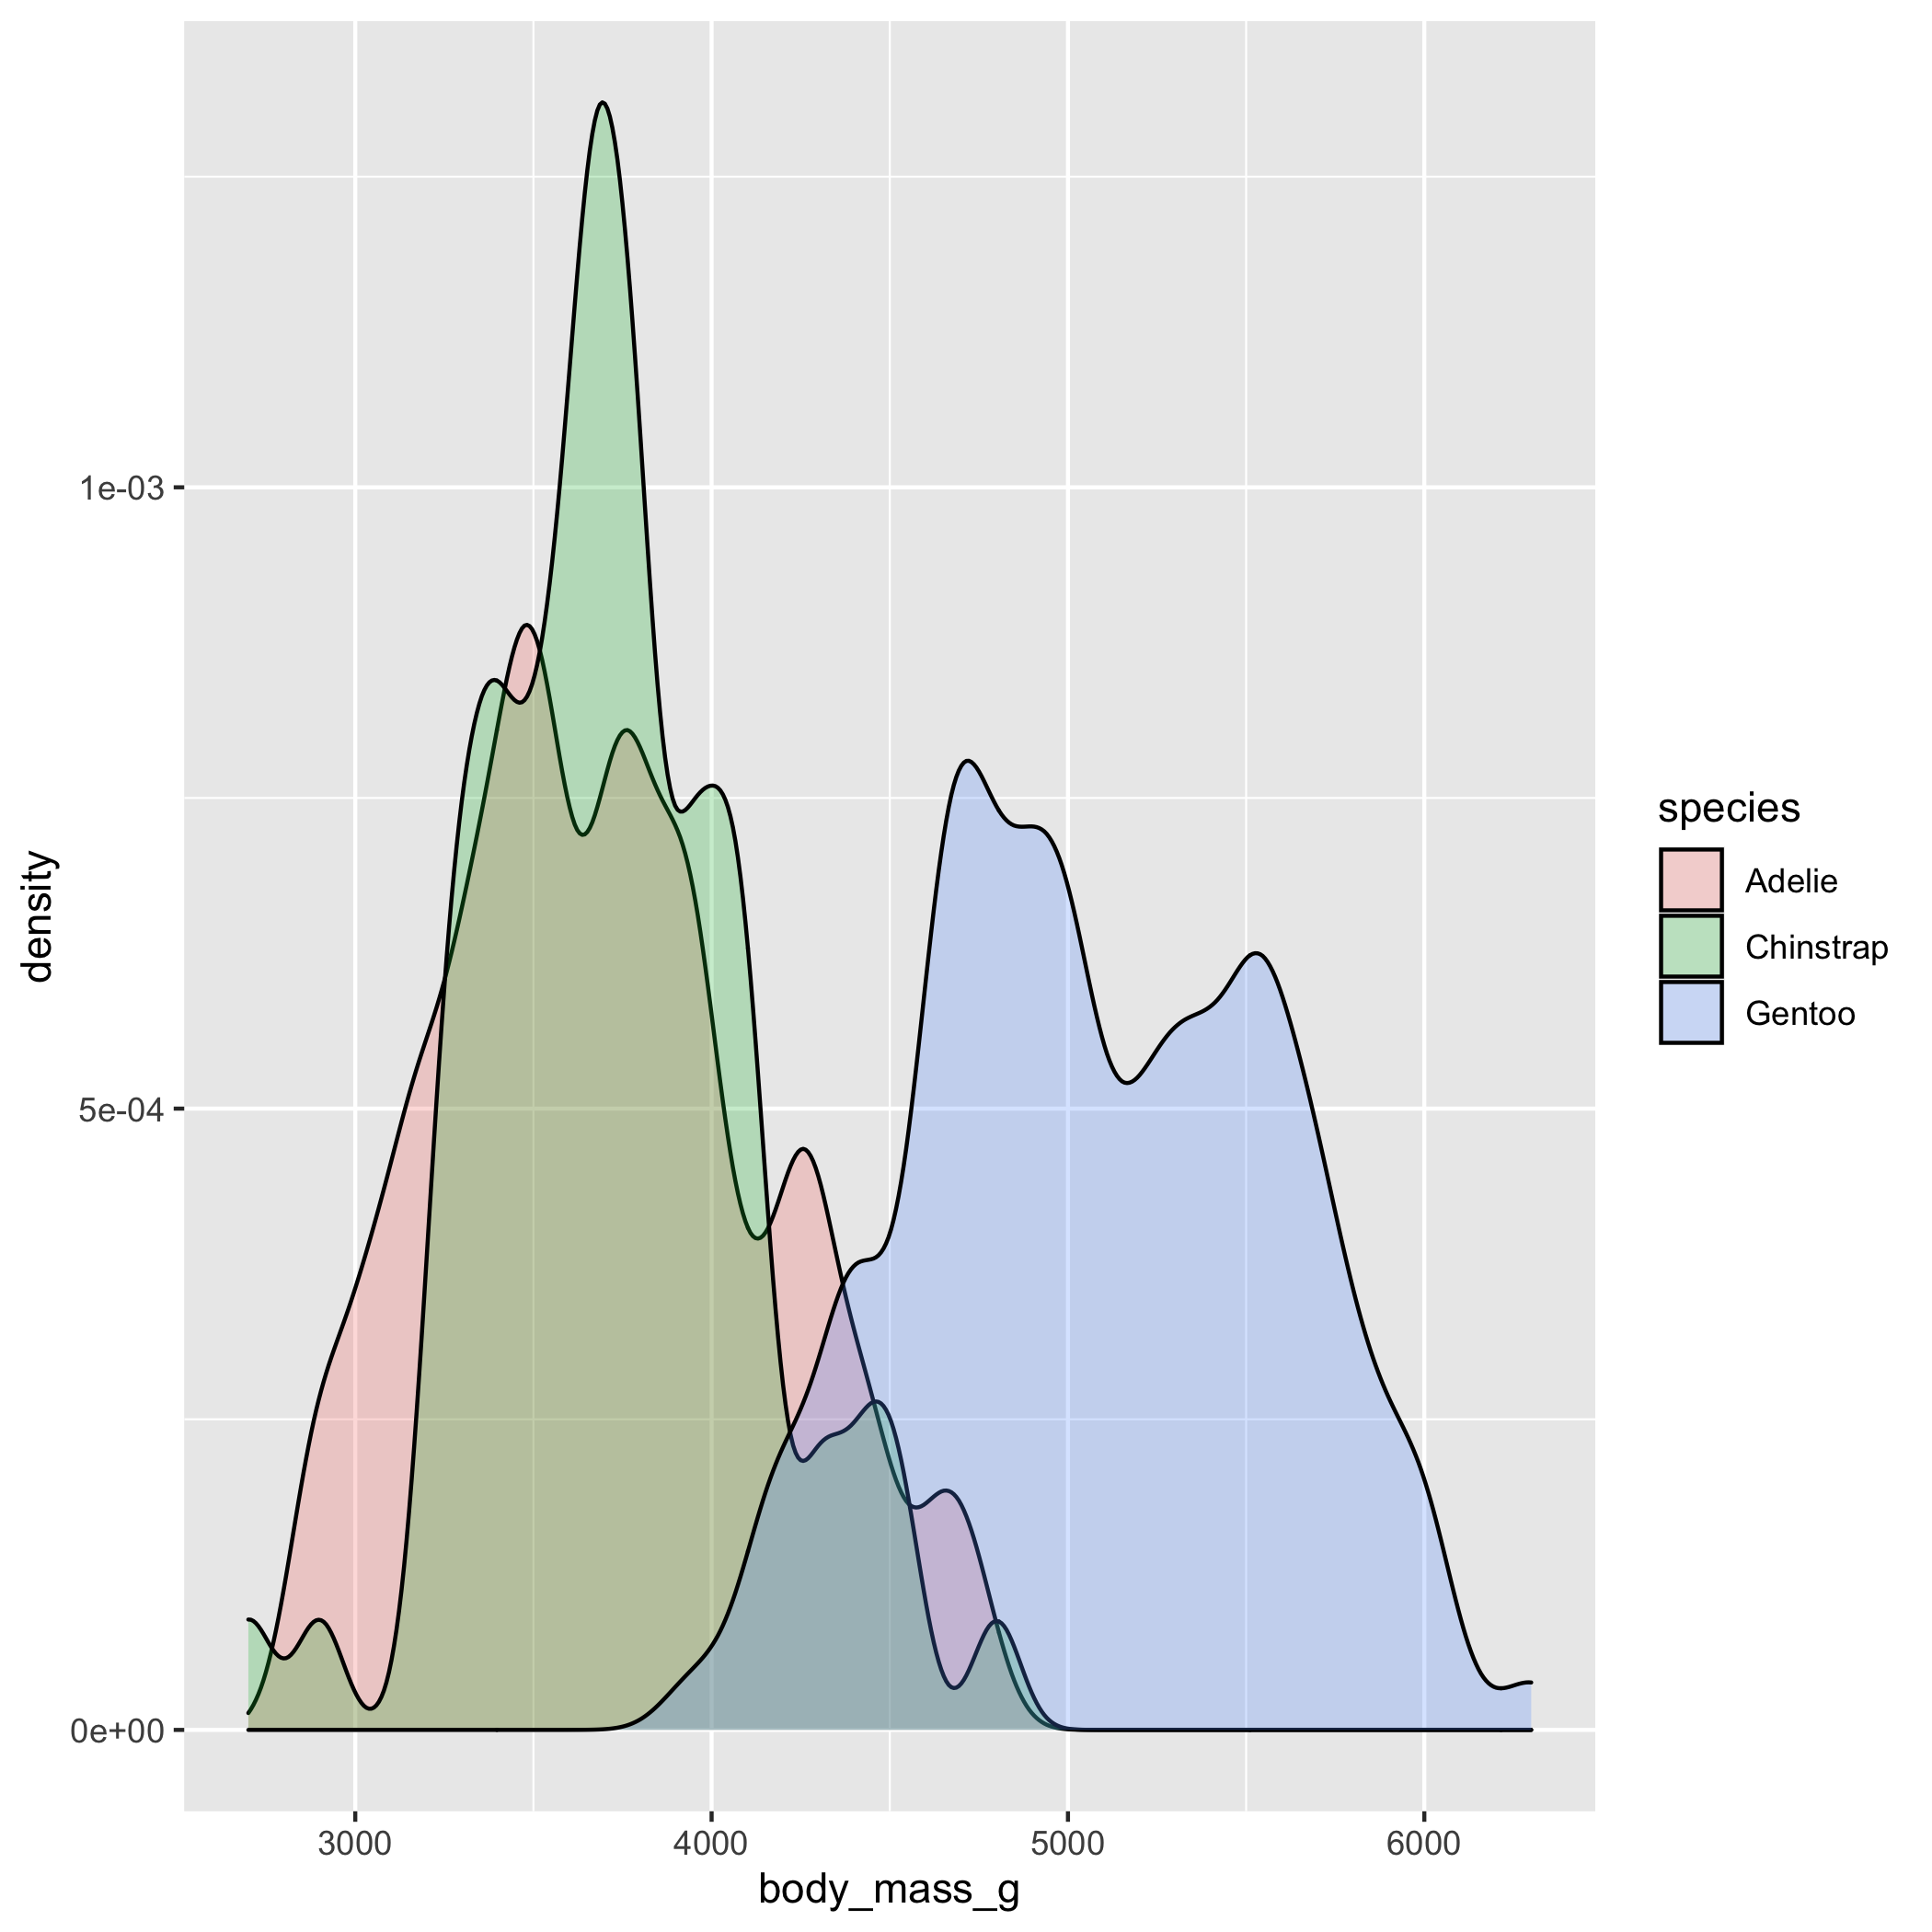 1e-03
5e-04
0e+00
density
3000 4000 5000 6000
body_mass_g
species
Adelie
Chinstrap
Gentoo